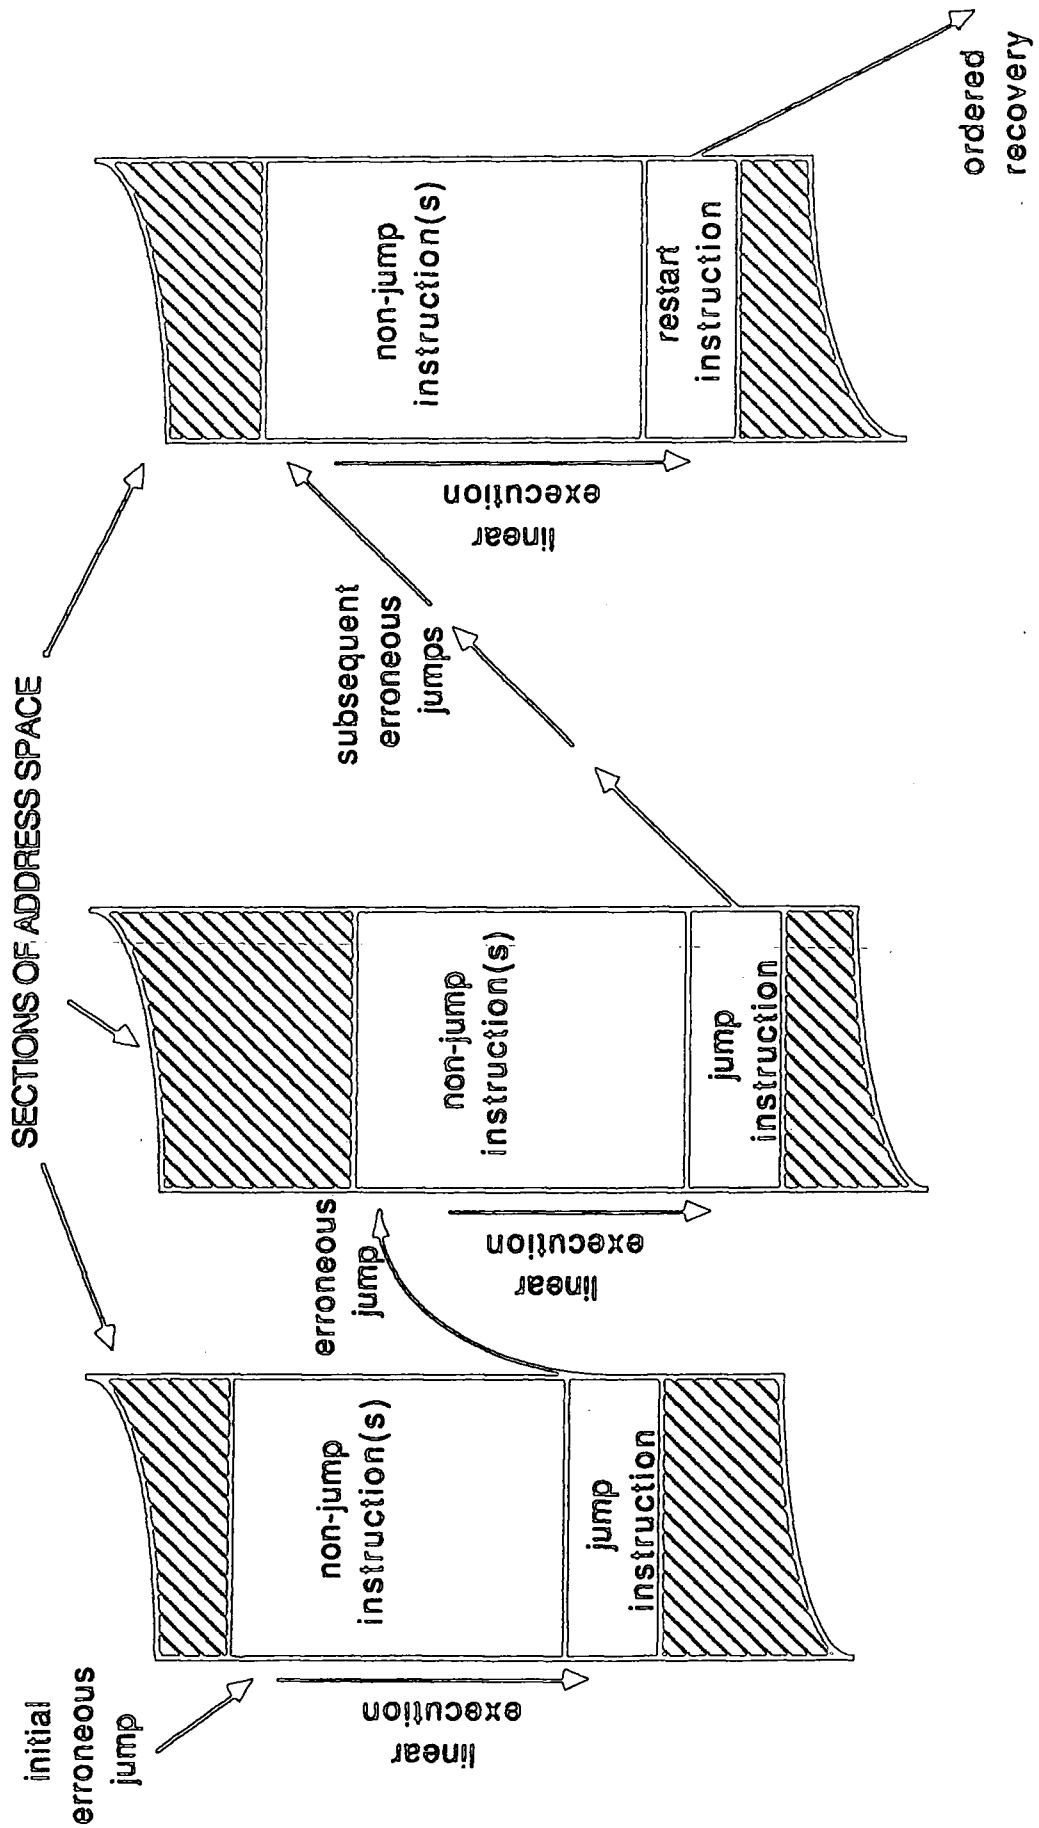 SECTIONS OF ADDRESS SPACE
initial
erroneous
jump
linear
execution
non-jump
instruction(s)
jump
instruction
erroneous
jump
linear
execution
non-jump
instruction(s)
jump
instruction
subsequent
erroneous
jumps
linear
execution
non-jump
instruction(s)
restart
instruction
ordered
recovery